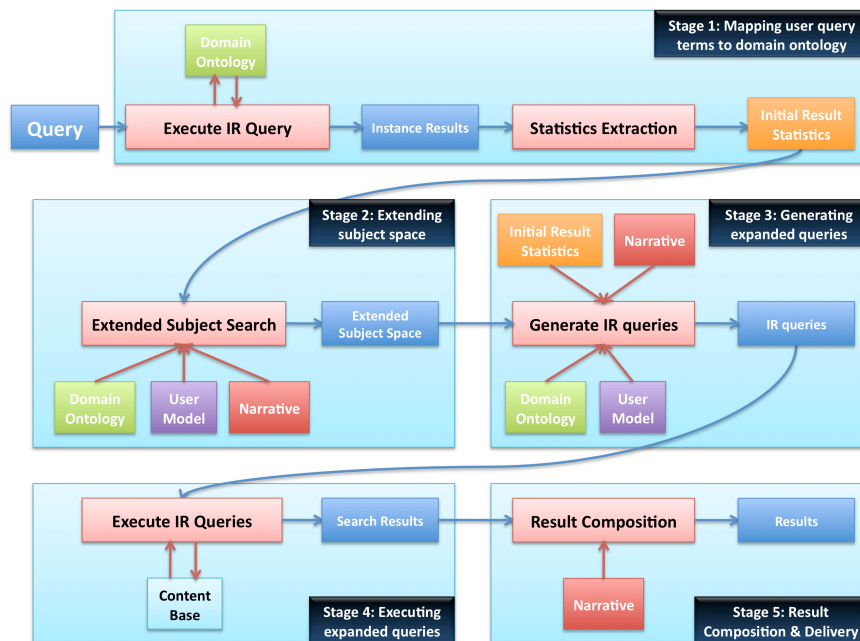 Stage 1: Mapping user query
terms to domain ontology
Domain
Ontology
Query
Execute IR Query
Instance Results
Statistics Extraction
Initial Result
Statistics
Stage 2: Extending
subject space
Extended Subject Search
Extended
Subject Space
Domain
Ontology
User
Model
Narrative
Stage 3: Generating
expanded queries
Initial Result
Statistics
Narrative
Generate IR queries
IR queries
Domain
Ontology
User
Model
Execute IR Queries
Search Results
Content
Base
Stage 4: Executing
expanded queries
Result Composition
Results
Narrative
Stage 5: Result
Composition & Delivery